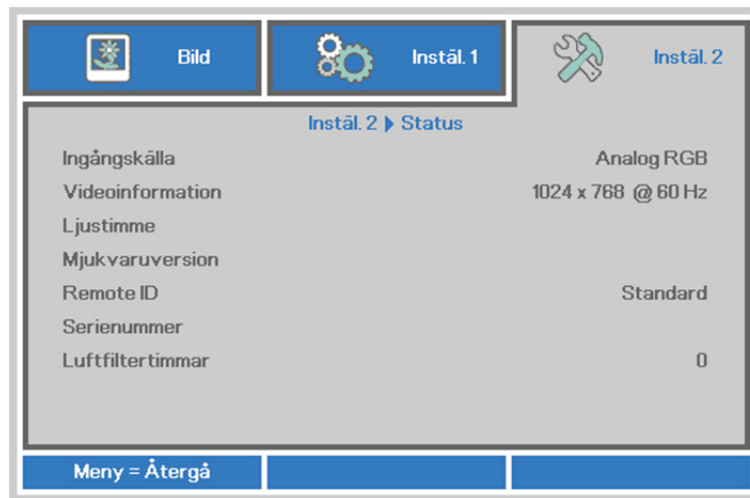 Bild
Instäl. 1
Instäl. 2
Instäl. 2 Status
Ingångskälla Analog RGB
Videoinformation 1024 x 768 @ 60 Hz
Ljustimme
Mjukvaruversion
Remote ID Standard
Serienummer
Luftfiltertimmar 0
Meny = Återgå